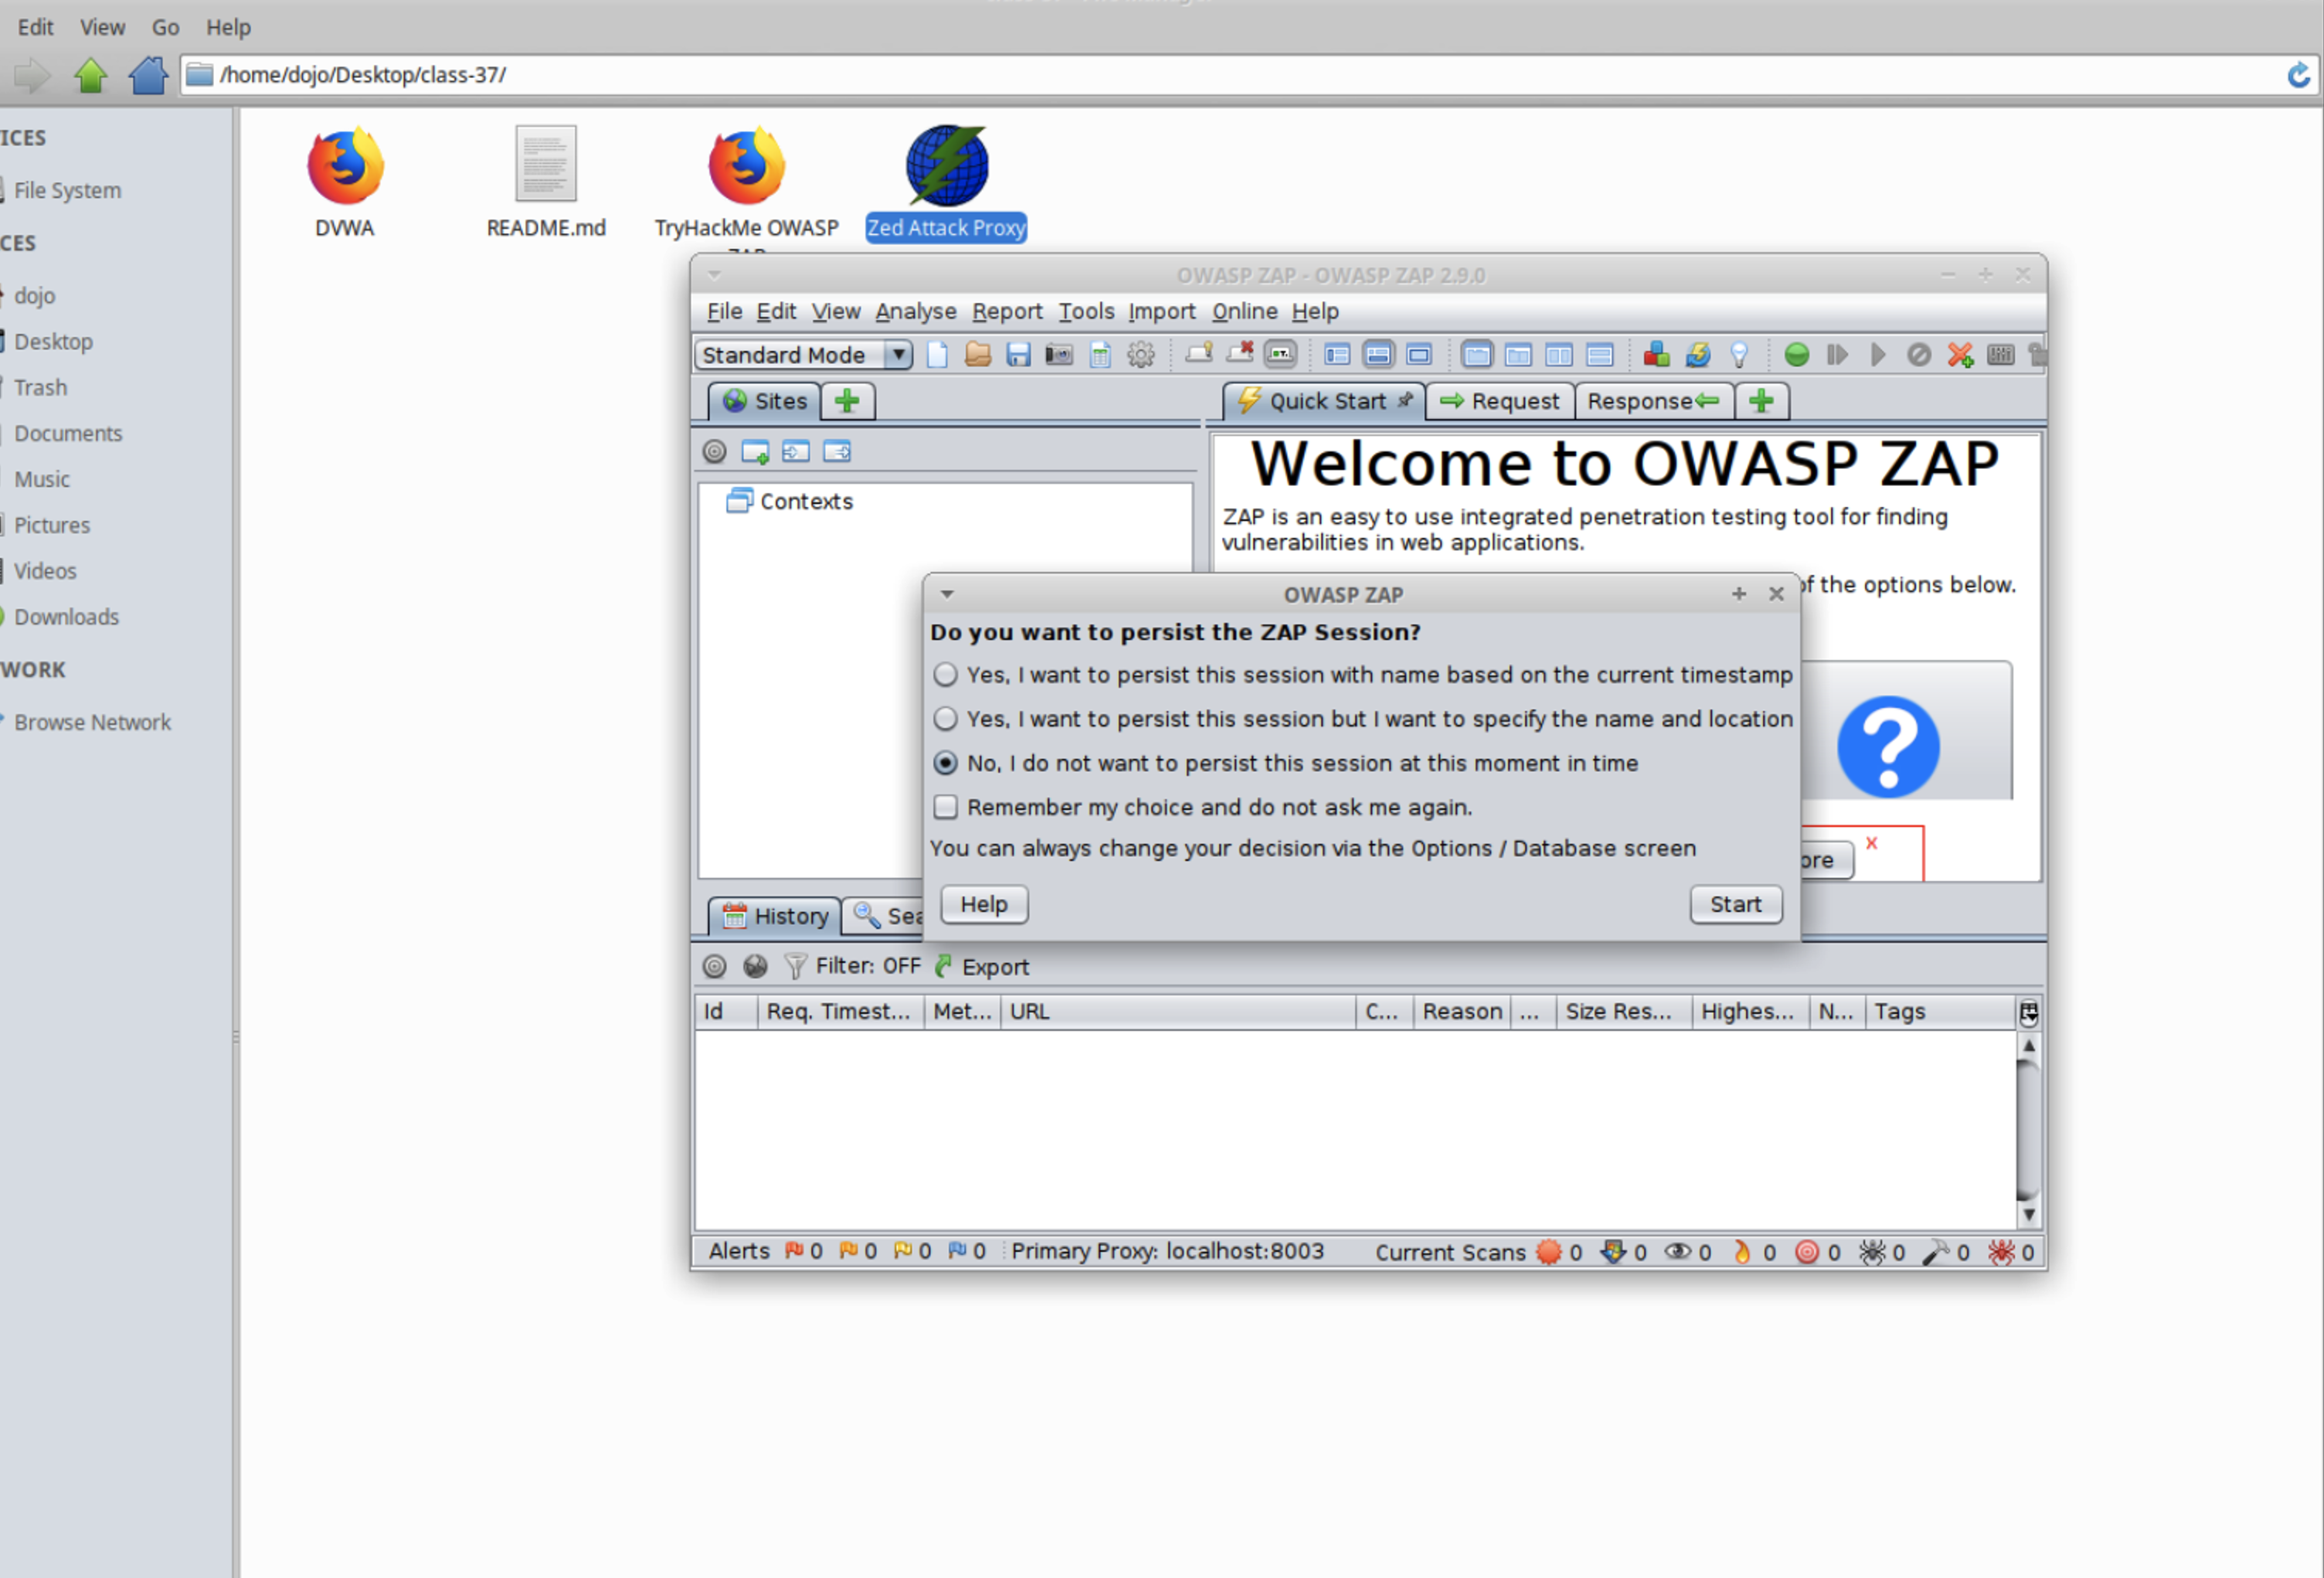 Edit View Go Help
/home/dojo/Desktop/class-37/
ICES
File System
CES
dojo
Desktop
Trash
Documents
Music
Pictures
Videos
Downloads
WORK
Browse Network
DVWA
README.md
TryHackMe OWASP
Zed Attack Proxy
OWASP ZAP - OWASP ZAP 2.9.0
File Edit View Analyse Report Tools Import Online Help
Standard Mode
Sites
Quick Start Request Response
Contexts
Welcome to OWASP ZAP
ZAP is an easy to use integrated penetration testing tool for finding
vulnerabilities in web applications.
of the options below.
OWASP ZAP
Do you want to persist the ZAP Session?
Yes, I want to persist this session with name based on the current timestamp
Yes, I want to persist this session but I want to specify the name and location
No, I do not want to persist this session at this moment in time
Remember my choice and do not ask me again.
You can always change your decision via the Options / Database screen
Help Start
ore
x
History Sea
Filter: OFF Export
Id Req. Timest... Met... URL C... Reason ... Size Res... Highes... N... Tags
Alerts 0 0 0 0 Primary Proxy: localhost:8003 Current Scans 0 0 0 0 0 0 0 0